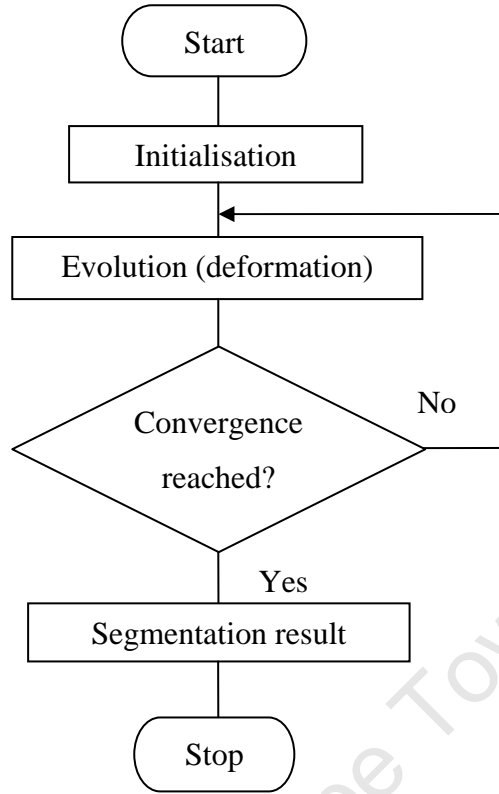 Start
Initialisation
Evolution (deformation)
No
Convergence
reached?
Yes
Segmentation result
Stop